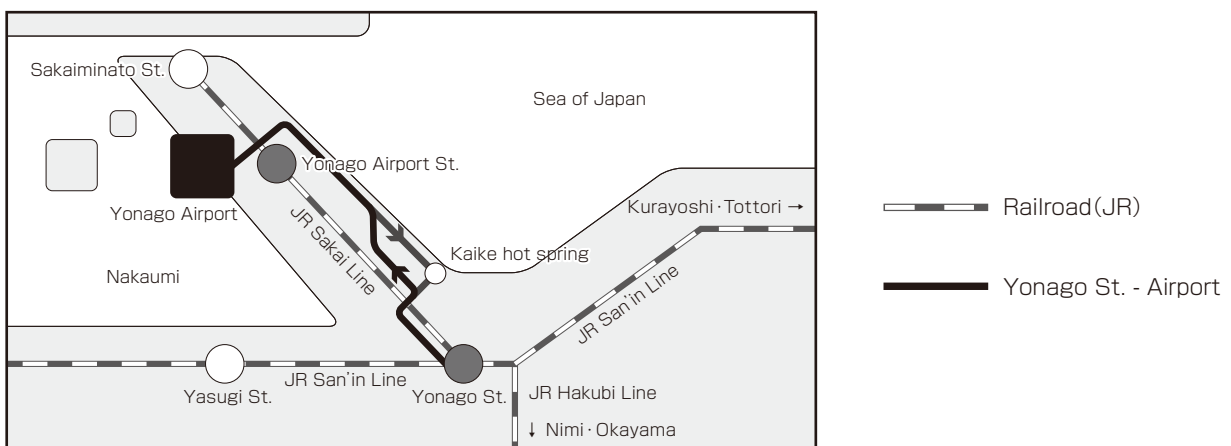 Sakaiminato St.
Sea of Japan
Yonago Airport St.
Yonago Airport
Kurayoshi·Tottori →
JR Sakai Line
Kaike hot spring
Nakaumi
JR San'in Line
JR San'in Line
Yasugi St.
Yonago St.
JR Hakubi Line
↓ Nimi·Okayama
Railroad(JR)
Yonago St. - Airport